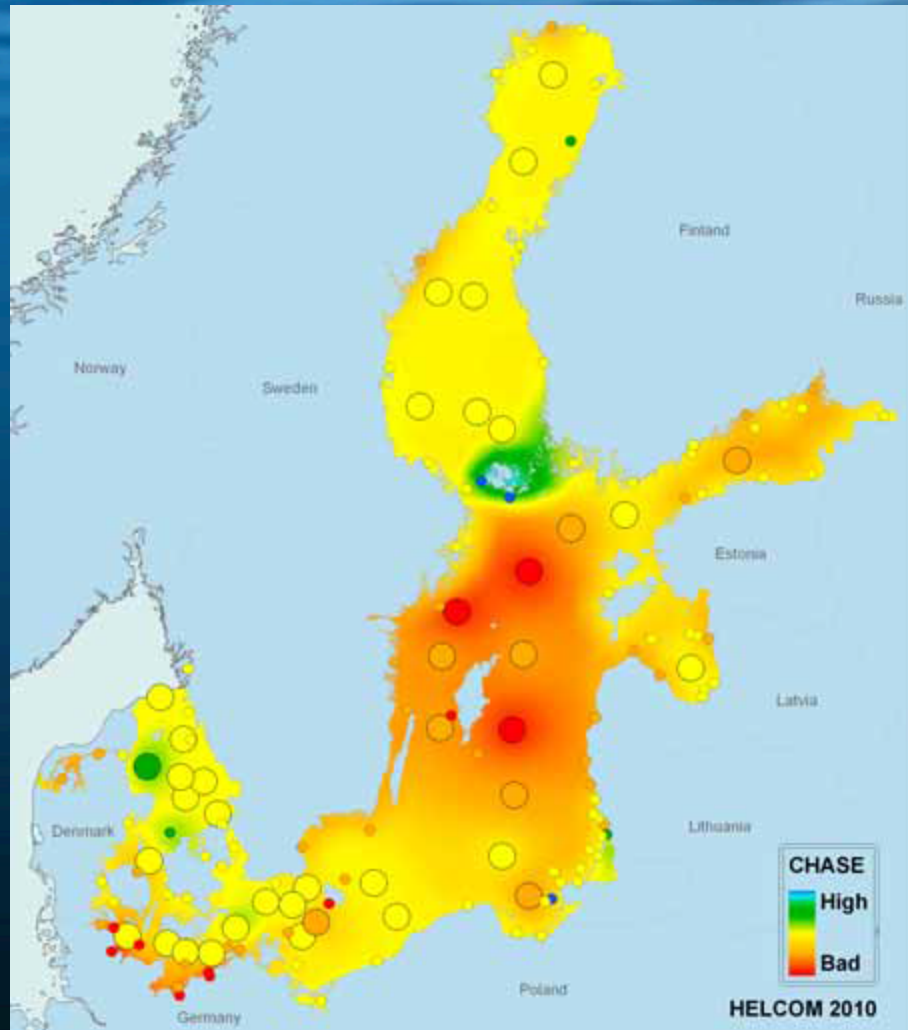 Finland
Russia
Norway
Sweden
Estonia
Latvia
Denmark
Lithuania
CHASE
High
Bad
Poland
Germany
HELCOM 2010